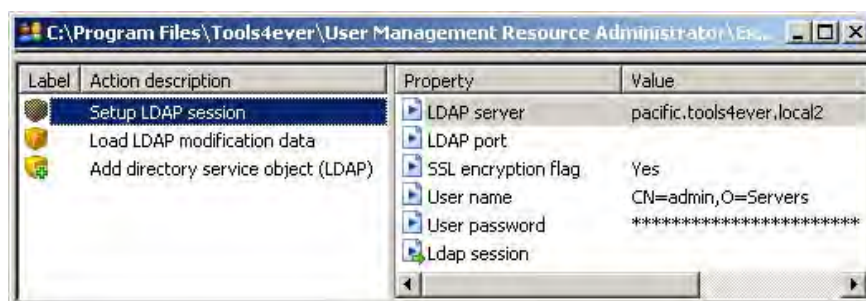 C:\Program Files\Tools4ever\User Management Resource Administrator\Ex...
Label Action description
Setup LDAP session
Load LDAP modification data
Add directory service object (LDAP)
Property Value
LDAP server pacific.tools4ever.local2
LDAP port
SSL encryption flag Yes
User name CN=admin,O=Servers
User password ************************
Ldap session